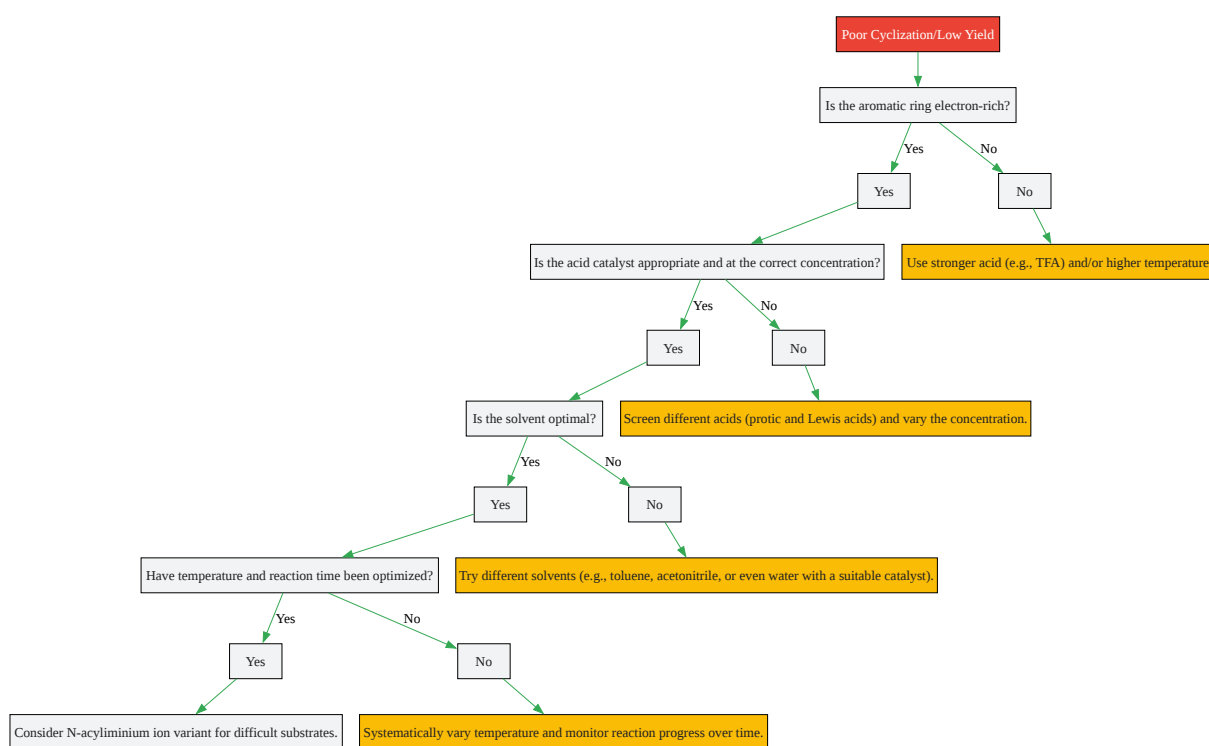 Poor Cyclization/Low Yield
Is the aromatic ring electron-rich?
Yes
No
Yes
No
Is the acid catalyst appropriate and at the correct concentration?
Use stronger acid (e.g., TFA) and/or higher temperature
Yes
No
Yes
No
Is the solvent optimal?
Screen different acids (protic and Lewis acids) and vary the concentration.
Yes
No
Yes
No
Have temperature and reaction time been optimized?
Try different solvents (e.g., toluene, acetonitrile, or even water with a suitable catalyst).
Yes
No
Yes
No
Consider N-acyliminium ion variant for difficult substrates.
Systematically vary temperature and monitor reaction progress over time.